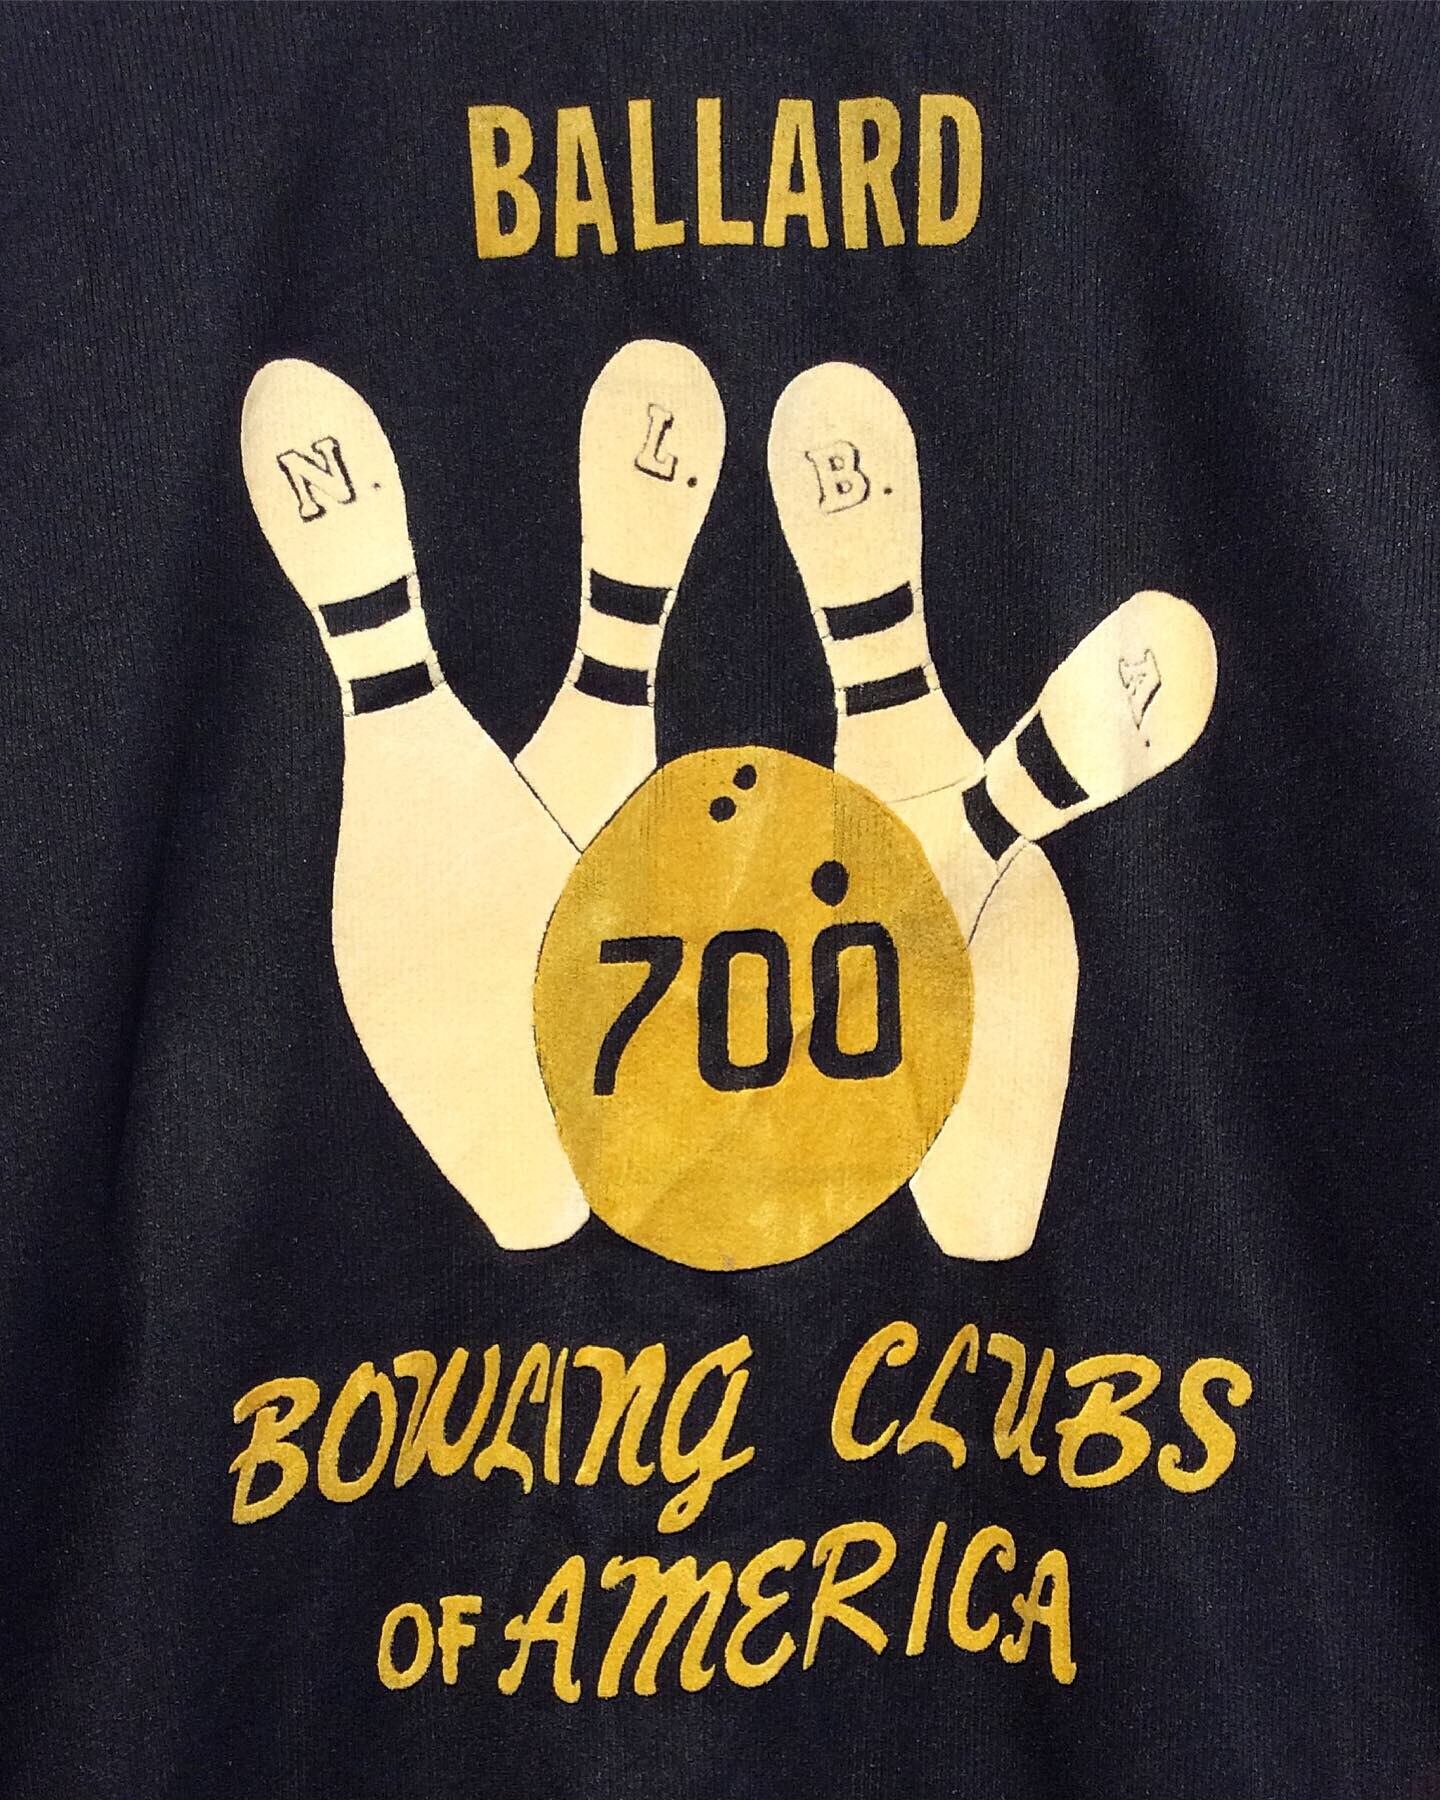 BALLARD
N. L. B. A.
700
BOWLING CLUBS
OF AMERICA